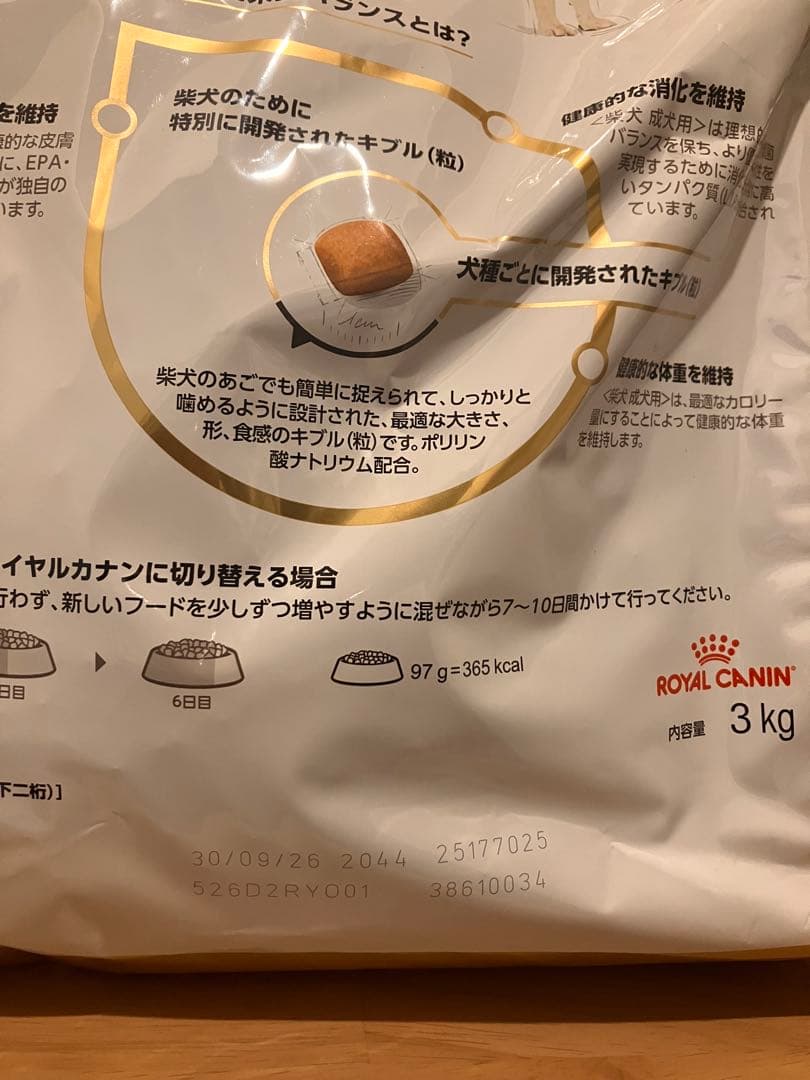 ランスとは?
を維持
的な皮膚
に、EPA・
が独自の
います。
柴犬のために
特別に開発されたキブル(粒)
健康的な消化を維持
<柴犬 成犬用>は理想
バランスを保ち、より
実現するために消
いタンパク質
ています。
犬種ごとに開発されたキブル(粒)
1cm
柴犬のあごでも簡単に捉えられて、しっかりと
噛めるように設計された、最適な大きさ、
形、食感のキブル(粒)です。ポリリン
酸ナトリウム配合。
健康的な体重を維持
<柴犬 成犬用>は、最適なカロリー
量にすることによって健康的な体重
を維持します。
イヤルカナンに切り替える場合
行わず、新しいフードを少しずつ増やすように混ぜながら7〜10日間かけて行ってください。
日目
6日目
97 g=365 kcal
ROYAL CANIN
内容量 3 kg
下二桁)]
30/09/26 2044 25177025
526D2RY001 38610034